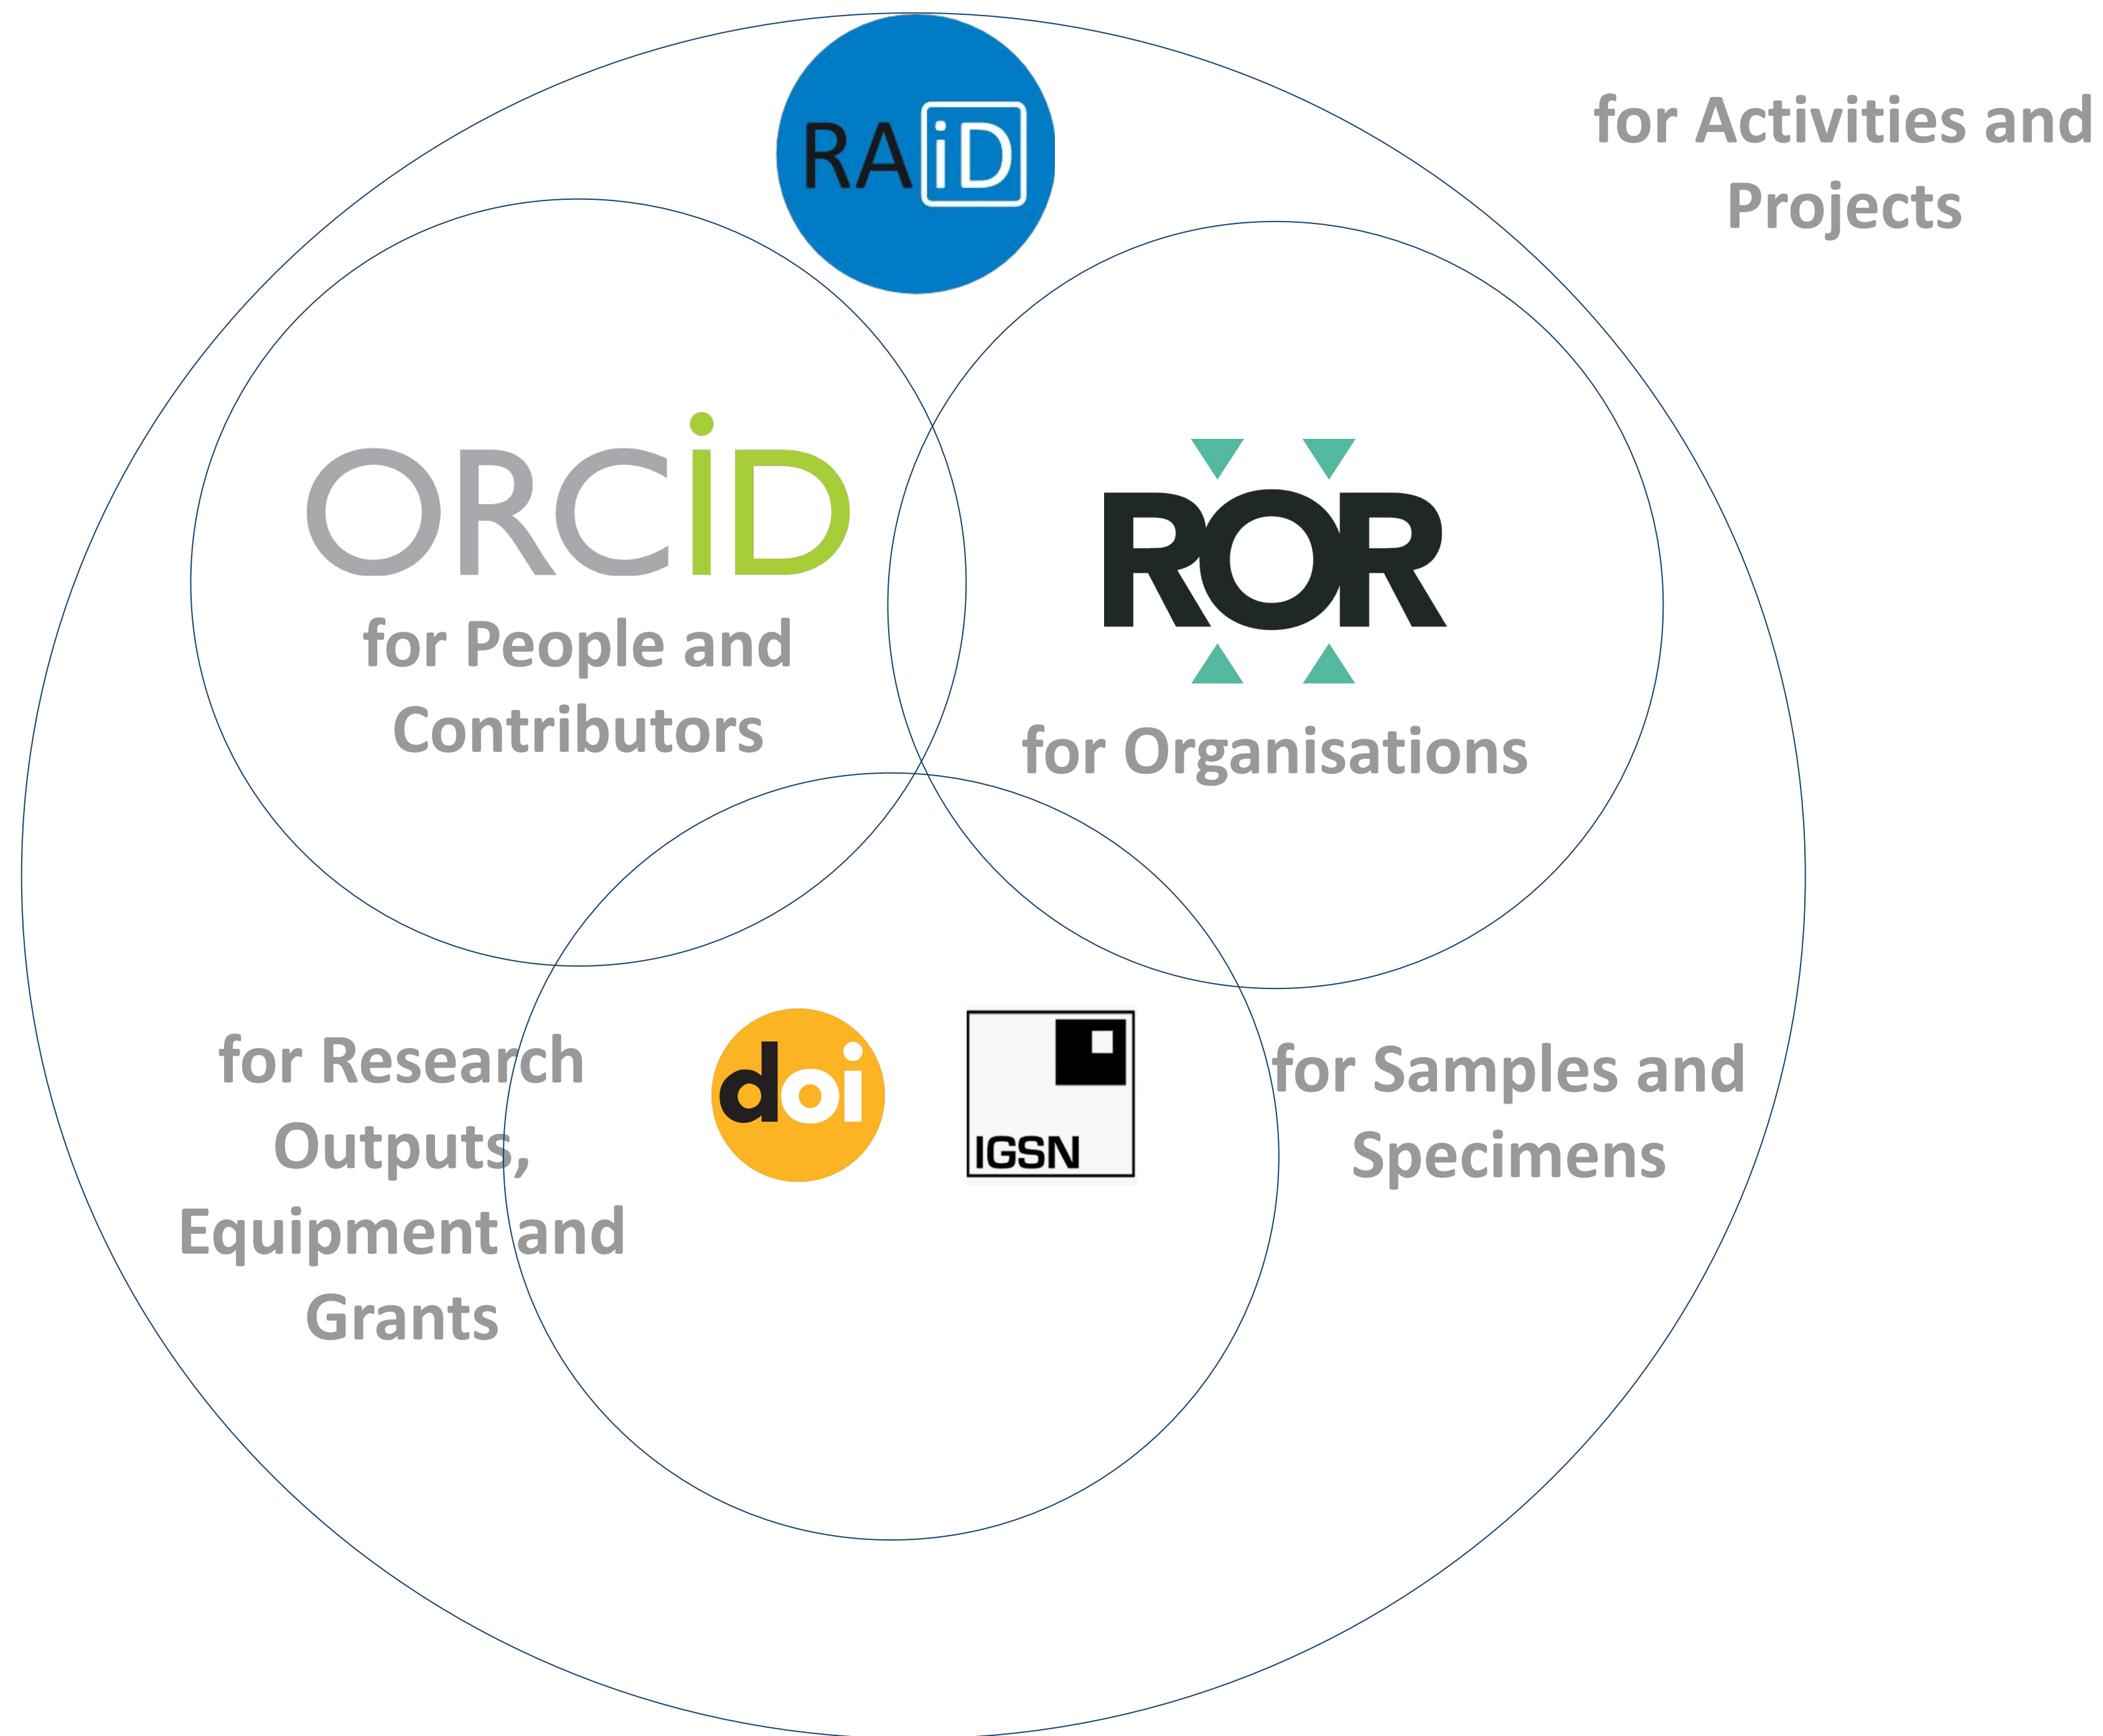 RAiD
for Activities and
Projects
ORCiD
for People and
Contributors
ROR
for Organisations
for Research
Outputs,
Equipment and
Grants
doi
IGSN
for Samples and
Specimens